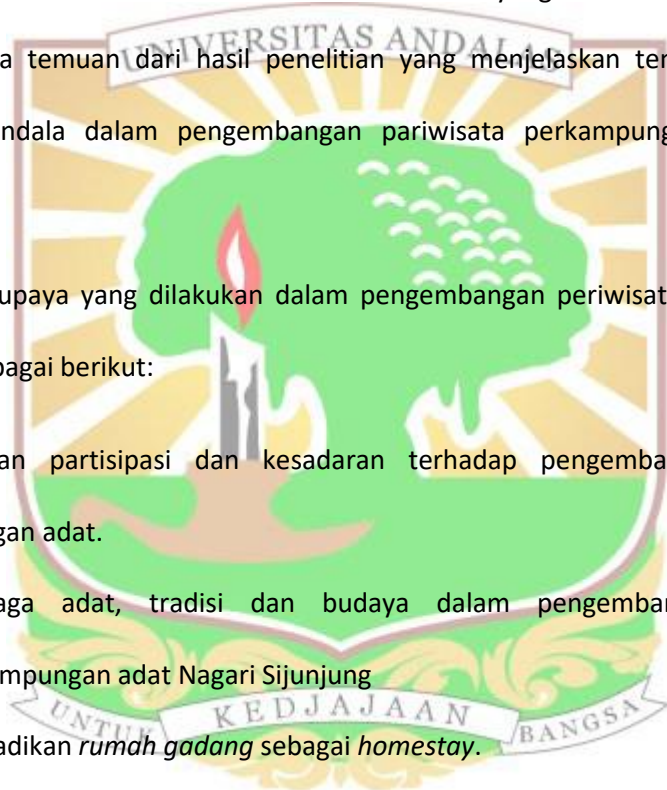 UNIVERSITAS ANDALAS
a temuan dari hasil penelitian yang menjelaskan ter
ndala dalam pengembangan pariwisata perkampung
upaya yang dilakukan dalam pengembangan periwisat
bagai berikut:
an partisipasi dan kesadaran terhadap pengemba
gan adat.
aga adat, tradisi dan budaya dalam pengembar
mpungan adat Nagari Sijunjung
adikan rumah gadang sebagai homestay.
UNTUK KEDJAJAAN BANGSA